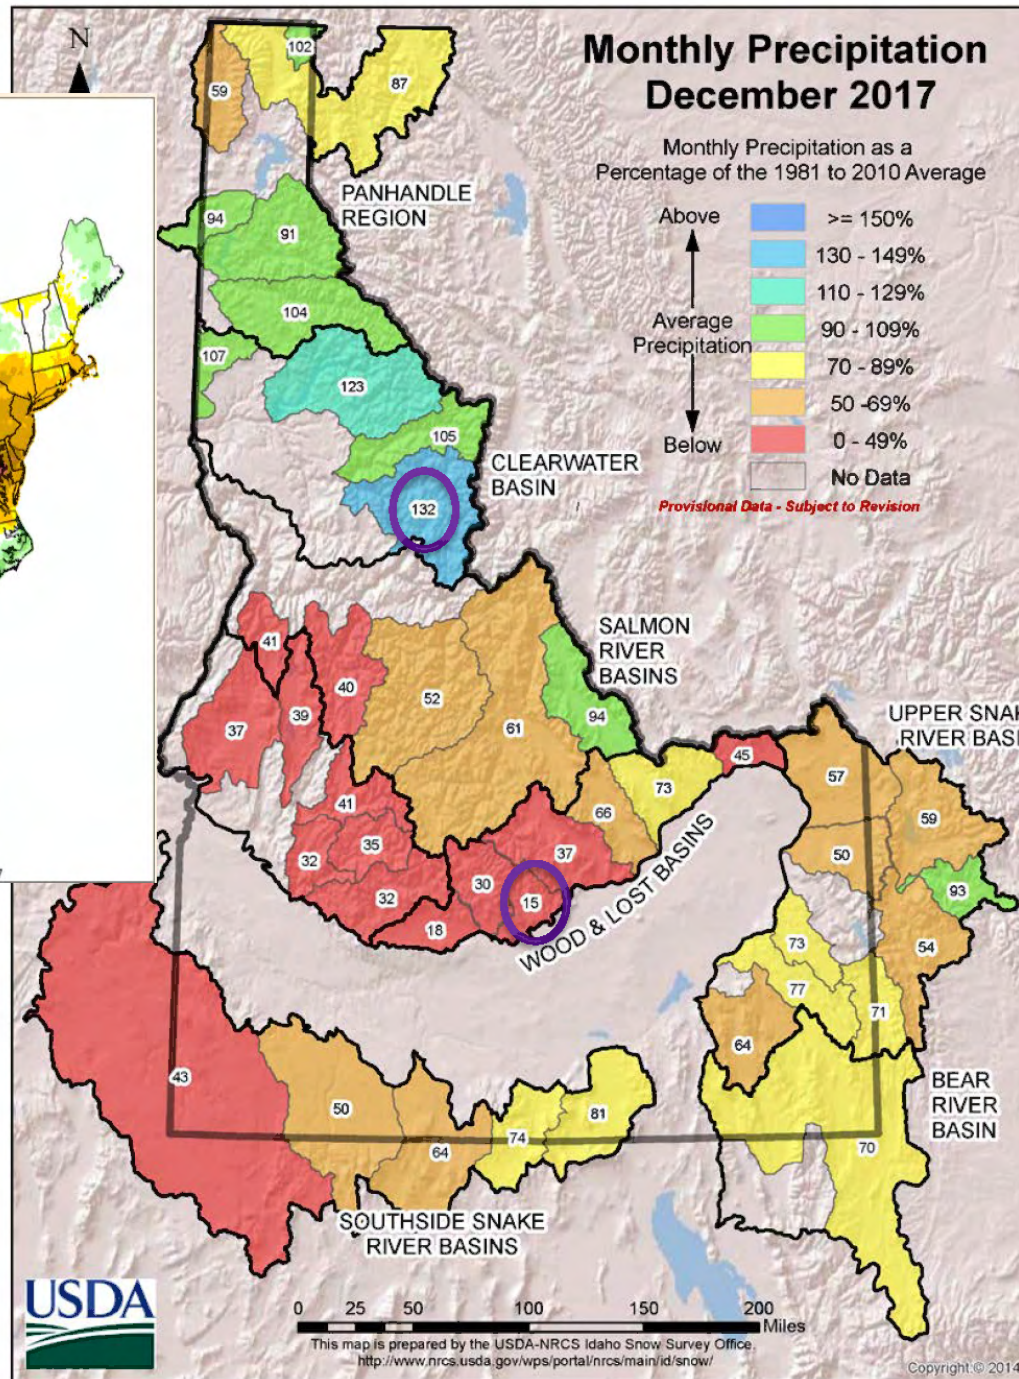 N
Monthly Precipitation
December 2017
Monthly Precipitation as a
Percentage of the 1981 to 2010 Average
Above
>= 150%
130 - 149%
110 - 129%
Average
Precipitation
90 - 109%
70 - 89%
50 -69%
Below
0 - 49%
No Data
Provisional Data - Subject to Revision
102
59
87
PANHANDLE
REGION
94
91
104
107
123
105
CLEARWATER
BASIN
132
SALMON
RIVER
BASINS
41
40
52
39
37
61
94
UPPER SNAK
RIVER BASI
45
73
57
41
66
59
35
32
37
50
30
32
15
93
18
WOOD & LOST BASINS
73
54
77
71
64
43
50
81
74
64
BEAR
RIVER
BASIN
70
SOUTHSIDE SNAKE
RIVER BASINS
USDA
0 25 50 100 150 200
Miles
This map is prepared by the USDA-NRCS Idaho Snow Survey Office.
http://www.nrcs.usda.gov/wps/portal/nrcs/main/id/snow/
Copyright:© 2014